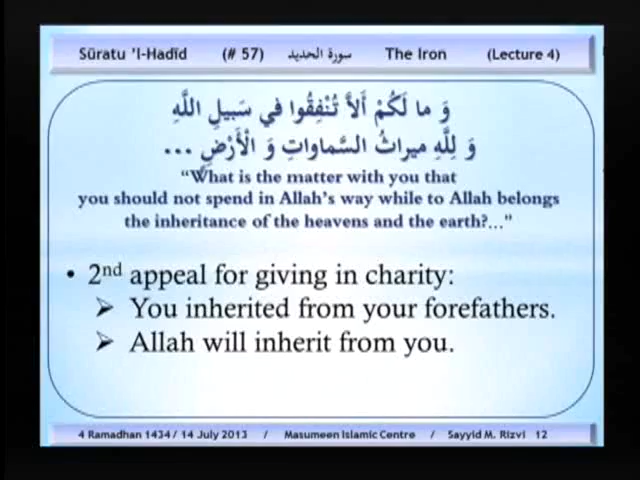 Sūratu 'l-Hadīd (# 57) سورة الحديد The Iron (Lecture 4)
وَ ما لَكُمْ أَلاَّ تُنْفِقُوا في سَبيلِ اللَّهِ
وَ لِلَّهِ ميراثُ السَّماواتِ وَ الْأَرْضِ ...
“What is the matter with you that
you should not spend in Allah’s way while to Allah belongs
the inheritance of the heavens and the earth?...”
• 2nd appeal for giving in charity:
➢ You inherited from your forefathers.
➢ Allah will inherit from you.
4 Ramadhan 1434/ 14 July 2013 / Masumeen Islamic Centre / Sayyid M. Rizvi 12